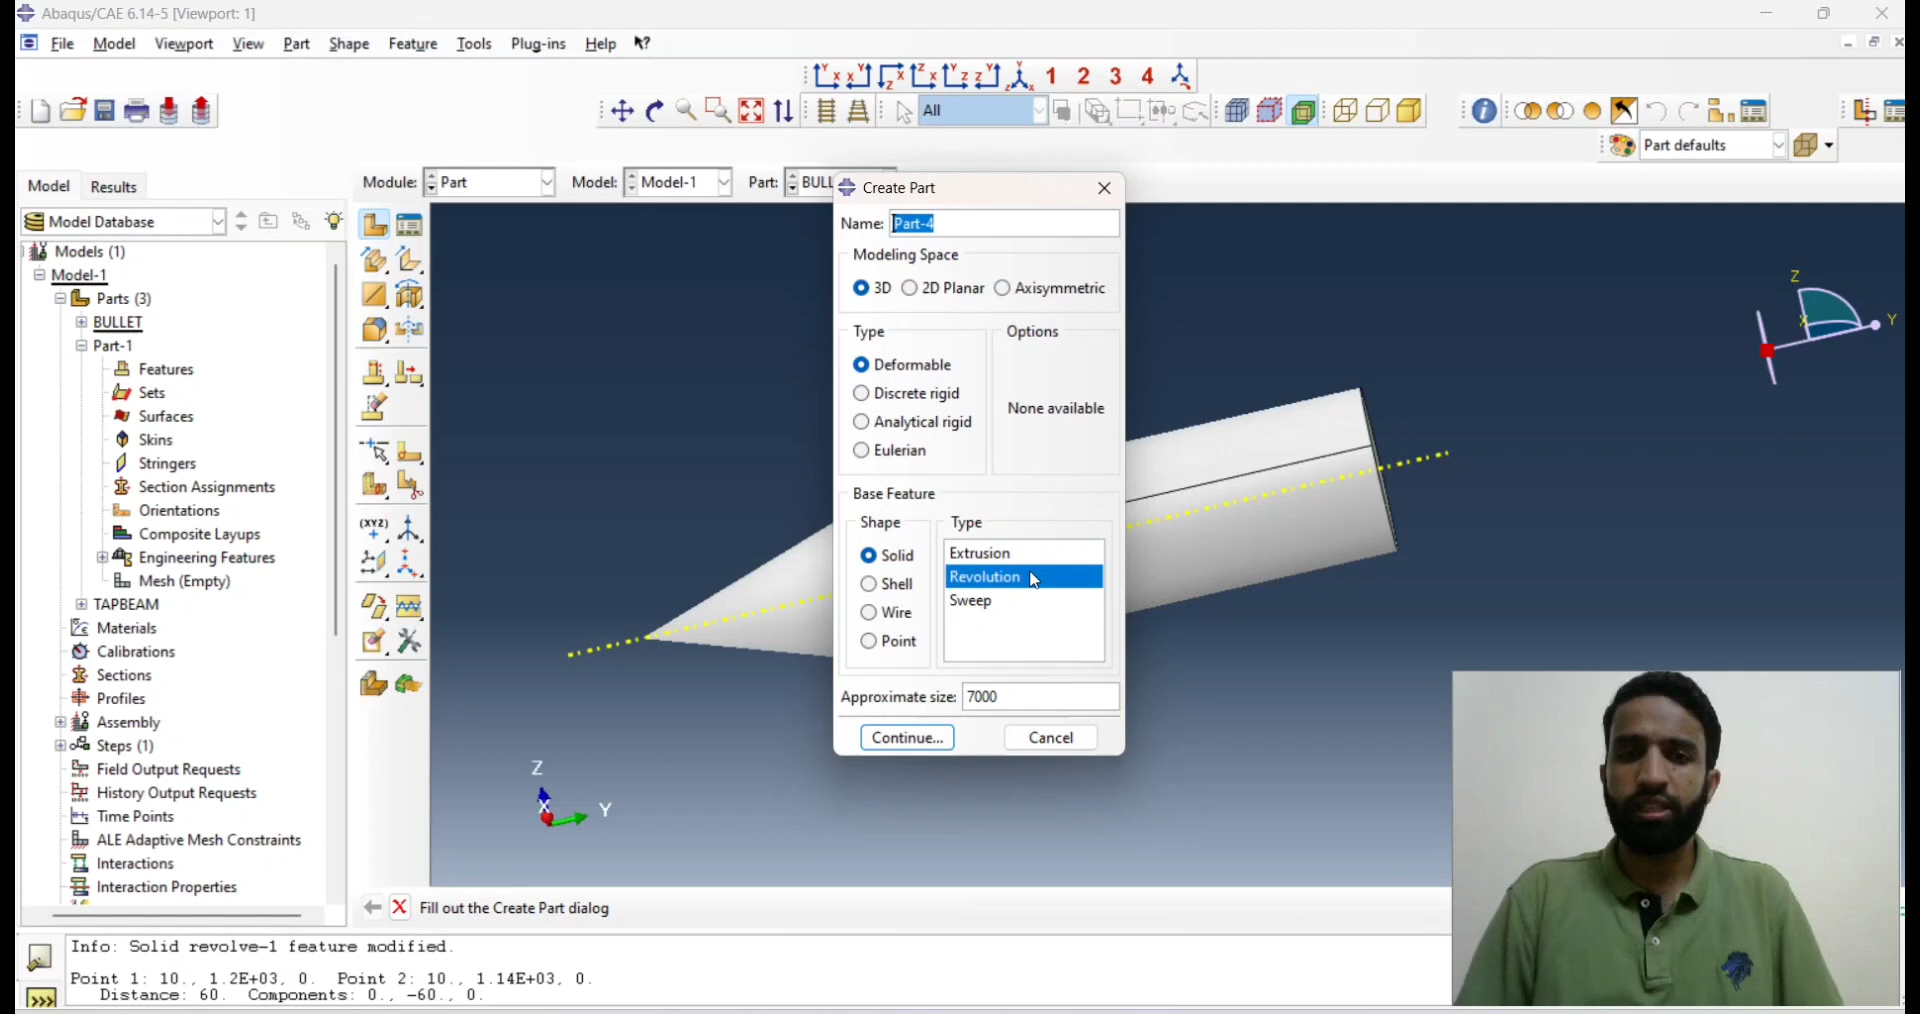 Abaqus/CAE 6.14-5 [Viewport: 1]
File Model Viewport View Part Shape Feature Tools Plug-ins Help
1 2 3 4
All
Part defaults
Model Results
Module: Part Model: Model-1 Part: BULL
Model Database
Models (1)
Model-1
Parts (3)
BULLET
Part-1
Features
Sets
Surfaces
Skins
Stringers
Section Assignments
Orientations
Composite Layups
Engineering Features
Mesh (Empty)
TAPBEAM
Materials
Calibrations
Sections
Profiles
Assembly
Steps (1)
Field Output Requests
History Output Requests
Time Points
ALE Adaptive Mesh Constraints
Interactions
Interaction Properties
(XYZ)
Create Part
Name: Part-4
Modeling Space
3D 2D Planar Axisymmetric
Type
Deformable
Discrete rigid
Analytical rigid
Eulerian
Options
None available
Base Feature
Shape
Solid
Shell
Wire
Point
Type
Extrusion
Revolution
Sweep
Approximate size: 7000
Continue... Cancel
Z
Y
X
Z
X
Y
Fill out the Create Part dialog
Info: Solid revolve-1 feature modified.
Point 1: 10., 1.2E+03, 0. Point 2: 10., 1.14E+03, 0.
Distance: 60. Components: 0., -60., 0.
>>>